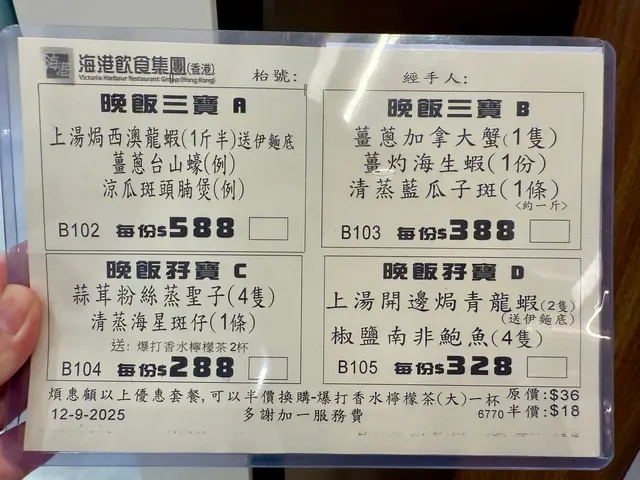 海港
海港飲食集團(香港)
Victoria Harbour Restaurant Group (Hong Kong)
枱號: 經手人:
晚飯三寶 A
上湯焗西澳龍蝦(1斤半)送伊麵底
薑蔥台山蠔(例)
涼瓜斑頭腩煲(例)
B102 每份$588
晚飯三寶 B
薑蔥加拿大蟹(1隻)
薑灼海生蝦(1份)
清蒸藍瓜子斑(1條)
<約一斤>
B103 每份$388
晚飯孖寶 C
蒜茸粉絲蒸聖子(4隻)
清蒸海星斑仔(1條)
送: 爆打香水檸檬茶 2杯
B104 每份$288
晚飯孖寶 D
上湯開邊焗青龍蝦(2隻)
(送伊麵底)
椒鹽南非鮑魚(4隻)
B105 每份$328
煩惠顧以上優惠套餐,可以半價換購-爆打香水檸檬茶(大)一杯 原價:$36
12-9-2025 多謝加一服務費 6770 半價:$18